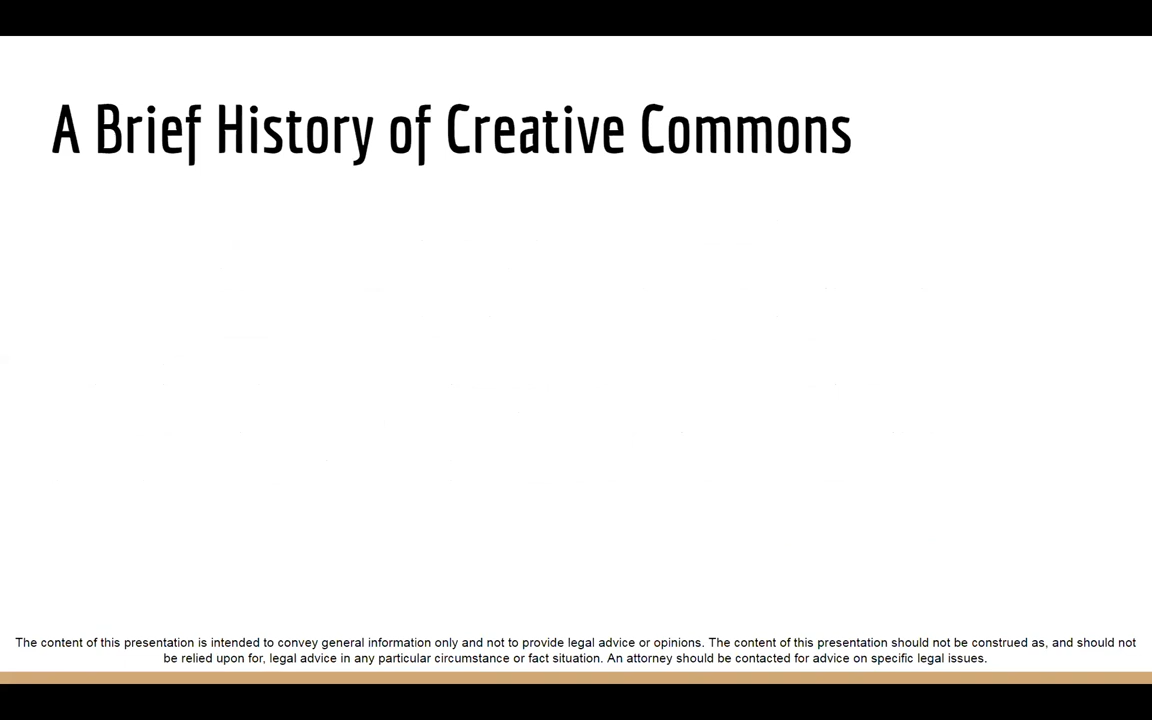 A Brief History of Creative Commons
The content of this presentation is intended to convey general information only and not to provide legal advice or opinions. The content of this presentation should not be construed as, and should not
be relied upon for, legal advice in any particular circumstance or fact situation. An attorney should be contacted for advice on specific legal issues.